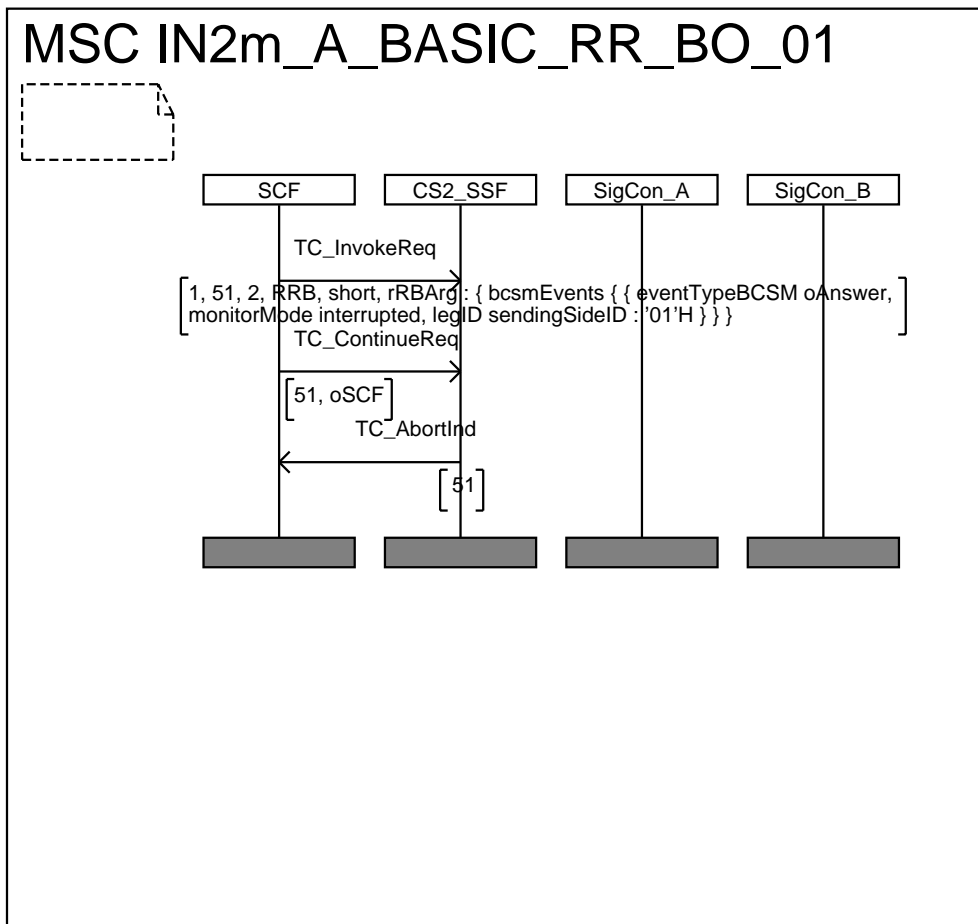 MSC IN2m_A_BASIC_RR_BO_01
SCF
CS2_SSF
SigCon_A
SigCon_B
TC_InvokeReq
1, 51, 2, RRB, short, rRBArg : { bcsmEvents { { eventTypeBCSM oAnswer,
monitorMode interrupted, legID sendingSideID : '01'H } } }
TC_ContinueReq
51, oSCF
TC_AbortInd
51